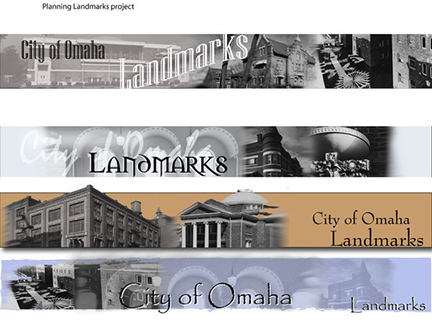 Planning Landmarks project
City of Omaha
Landmarks
City of Omaha
LANDMARKS
City of Omaha
Landmarks
City of Omaha
Landmarks